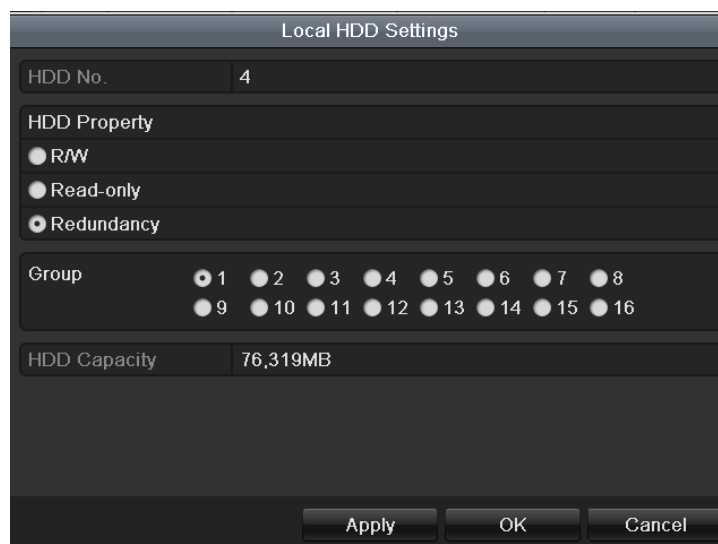 Local HDD Settings
HDD No. 4
HDD Property
R/W
Read-only
Redundancy
Group 1 2 3 4 5 6 7 8
9 10 11 12 13 14 15 16
HDD Capacity 76,319MB
Apply OK Cancel